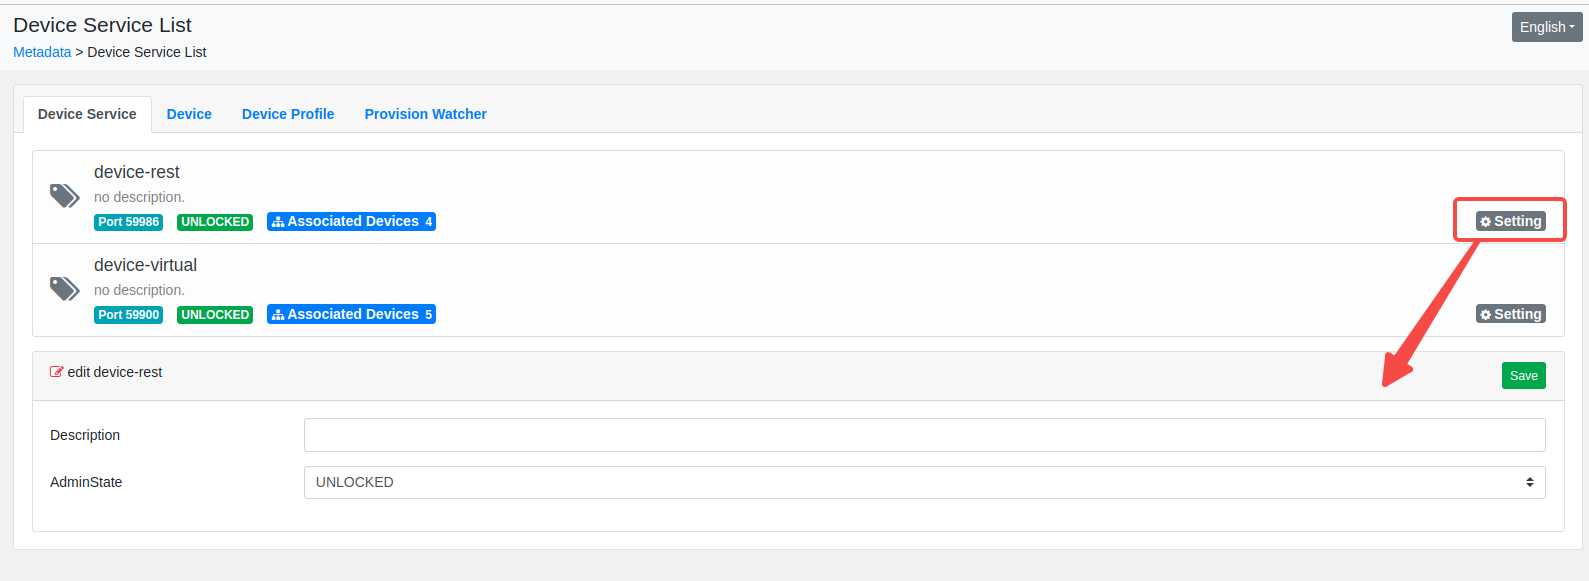 Device Service List
English
Metadata > Device Service List
Device Service Device Device Profile Provision Watcher
device-rest
no description.
Port 59986 UNLOCKED Associated Devices 4 Setting
device-virtual
no description.
Port 59900 UNLOCKED Associated Devices 5 Setting
edit device-rest Save
Description
AdminState UNLOCKED